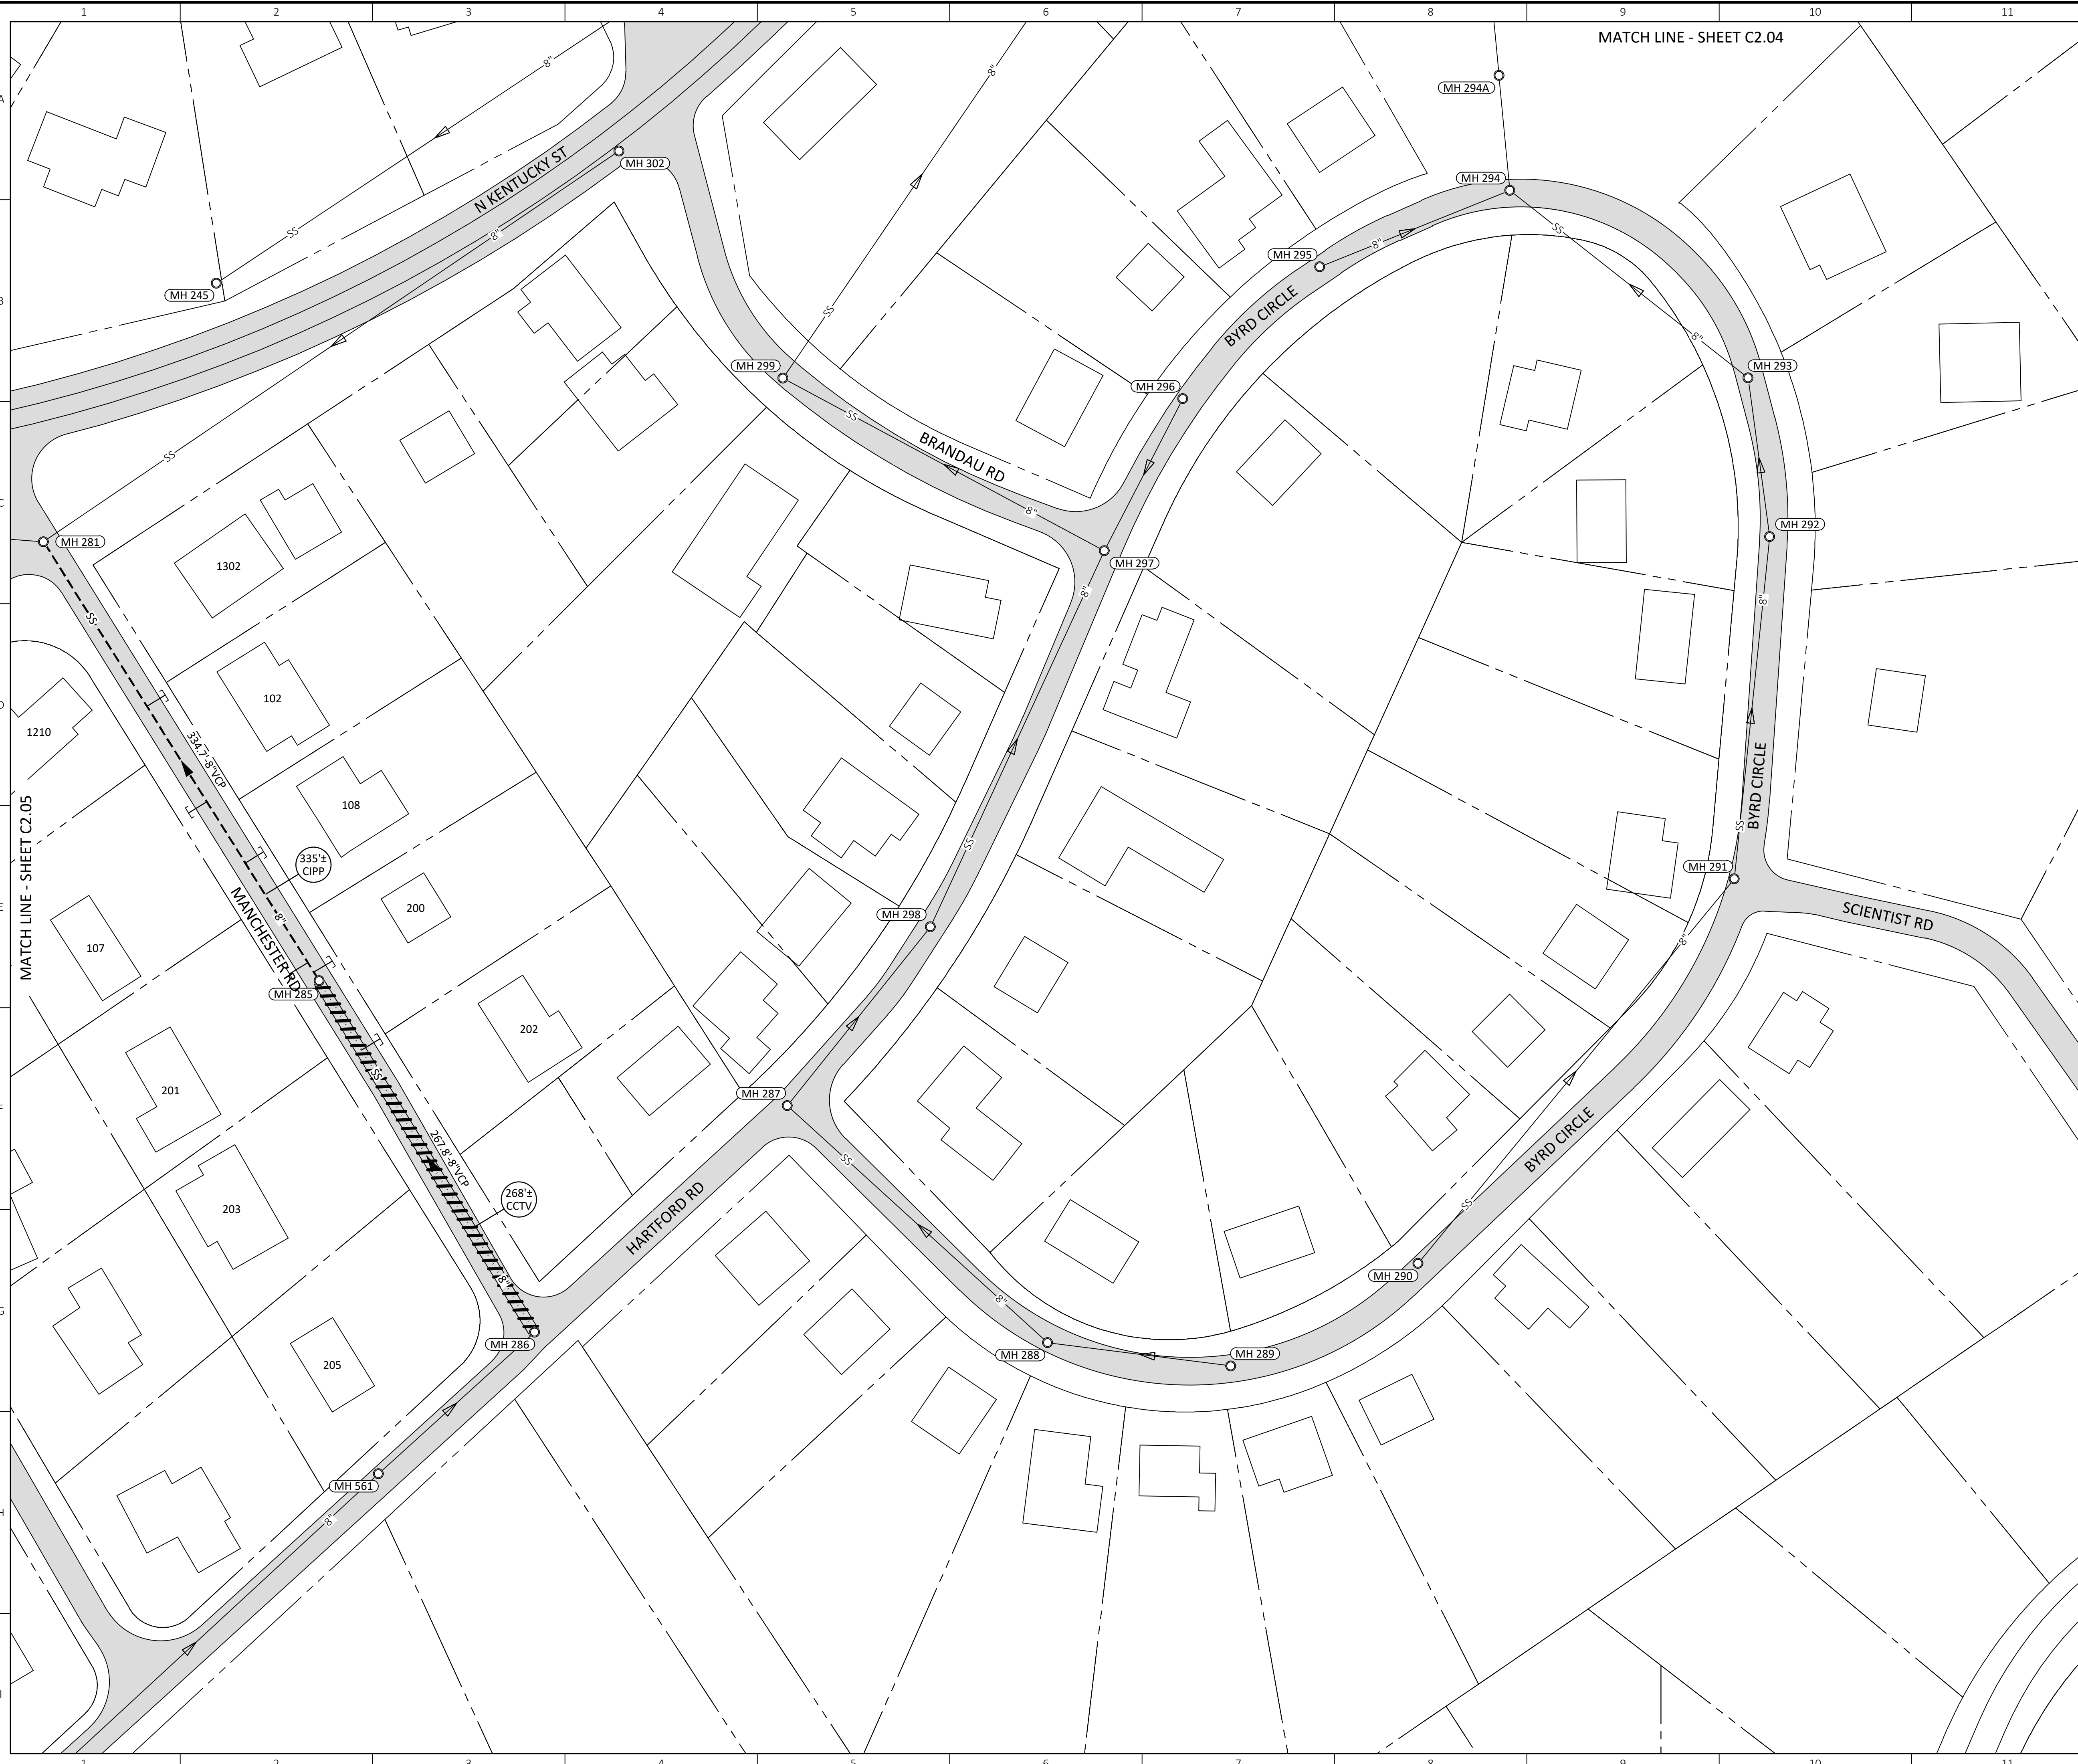 1 2 3 4 5 6 7 8 9 10 11
MATCH LINE - SHEET C2.04
A
8"
8"
MH 294A
N KENTUCKY ST
MH 302
MH 294
SS
8"
SS
8"
MH 295
MH 245
B
SS
BYRD CIRCLE
8"
MH 299
MH 293
MH 296
SS
BRANDAU RD
SS
C
8"
MH 292
MH 281
MH 297
1302
8"
8"
SS
102
D
1210
334.7'-8"VCP
BYRD CIRCLE
108
SS
MATCH LINE - SHEET C2.05
SS
335'±
CIPP
MH 291
E
200
MH 298
8"
SCIENTIST RD
MANCHESTER RD
8"
107
MH 285
202
SS
201
MH 287
F
267.8'-8"VCP
SS
BYRD CIRCLE
268'±
CCTV
203
HARTFORD RD
SS
MH 290
8"
8"
G
MH 286
MH 288
MH 289
205
MH 561
H
8"
I
1 2 3 4 5 6 7 8 9 10 11